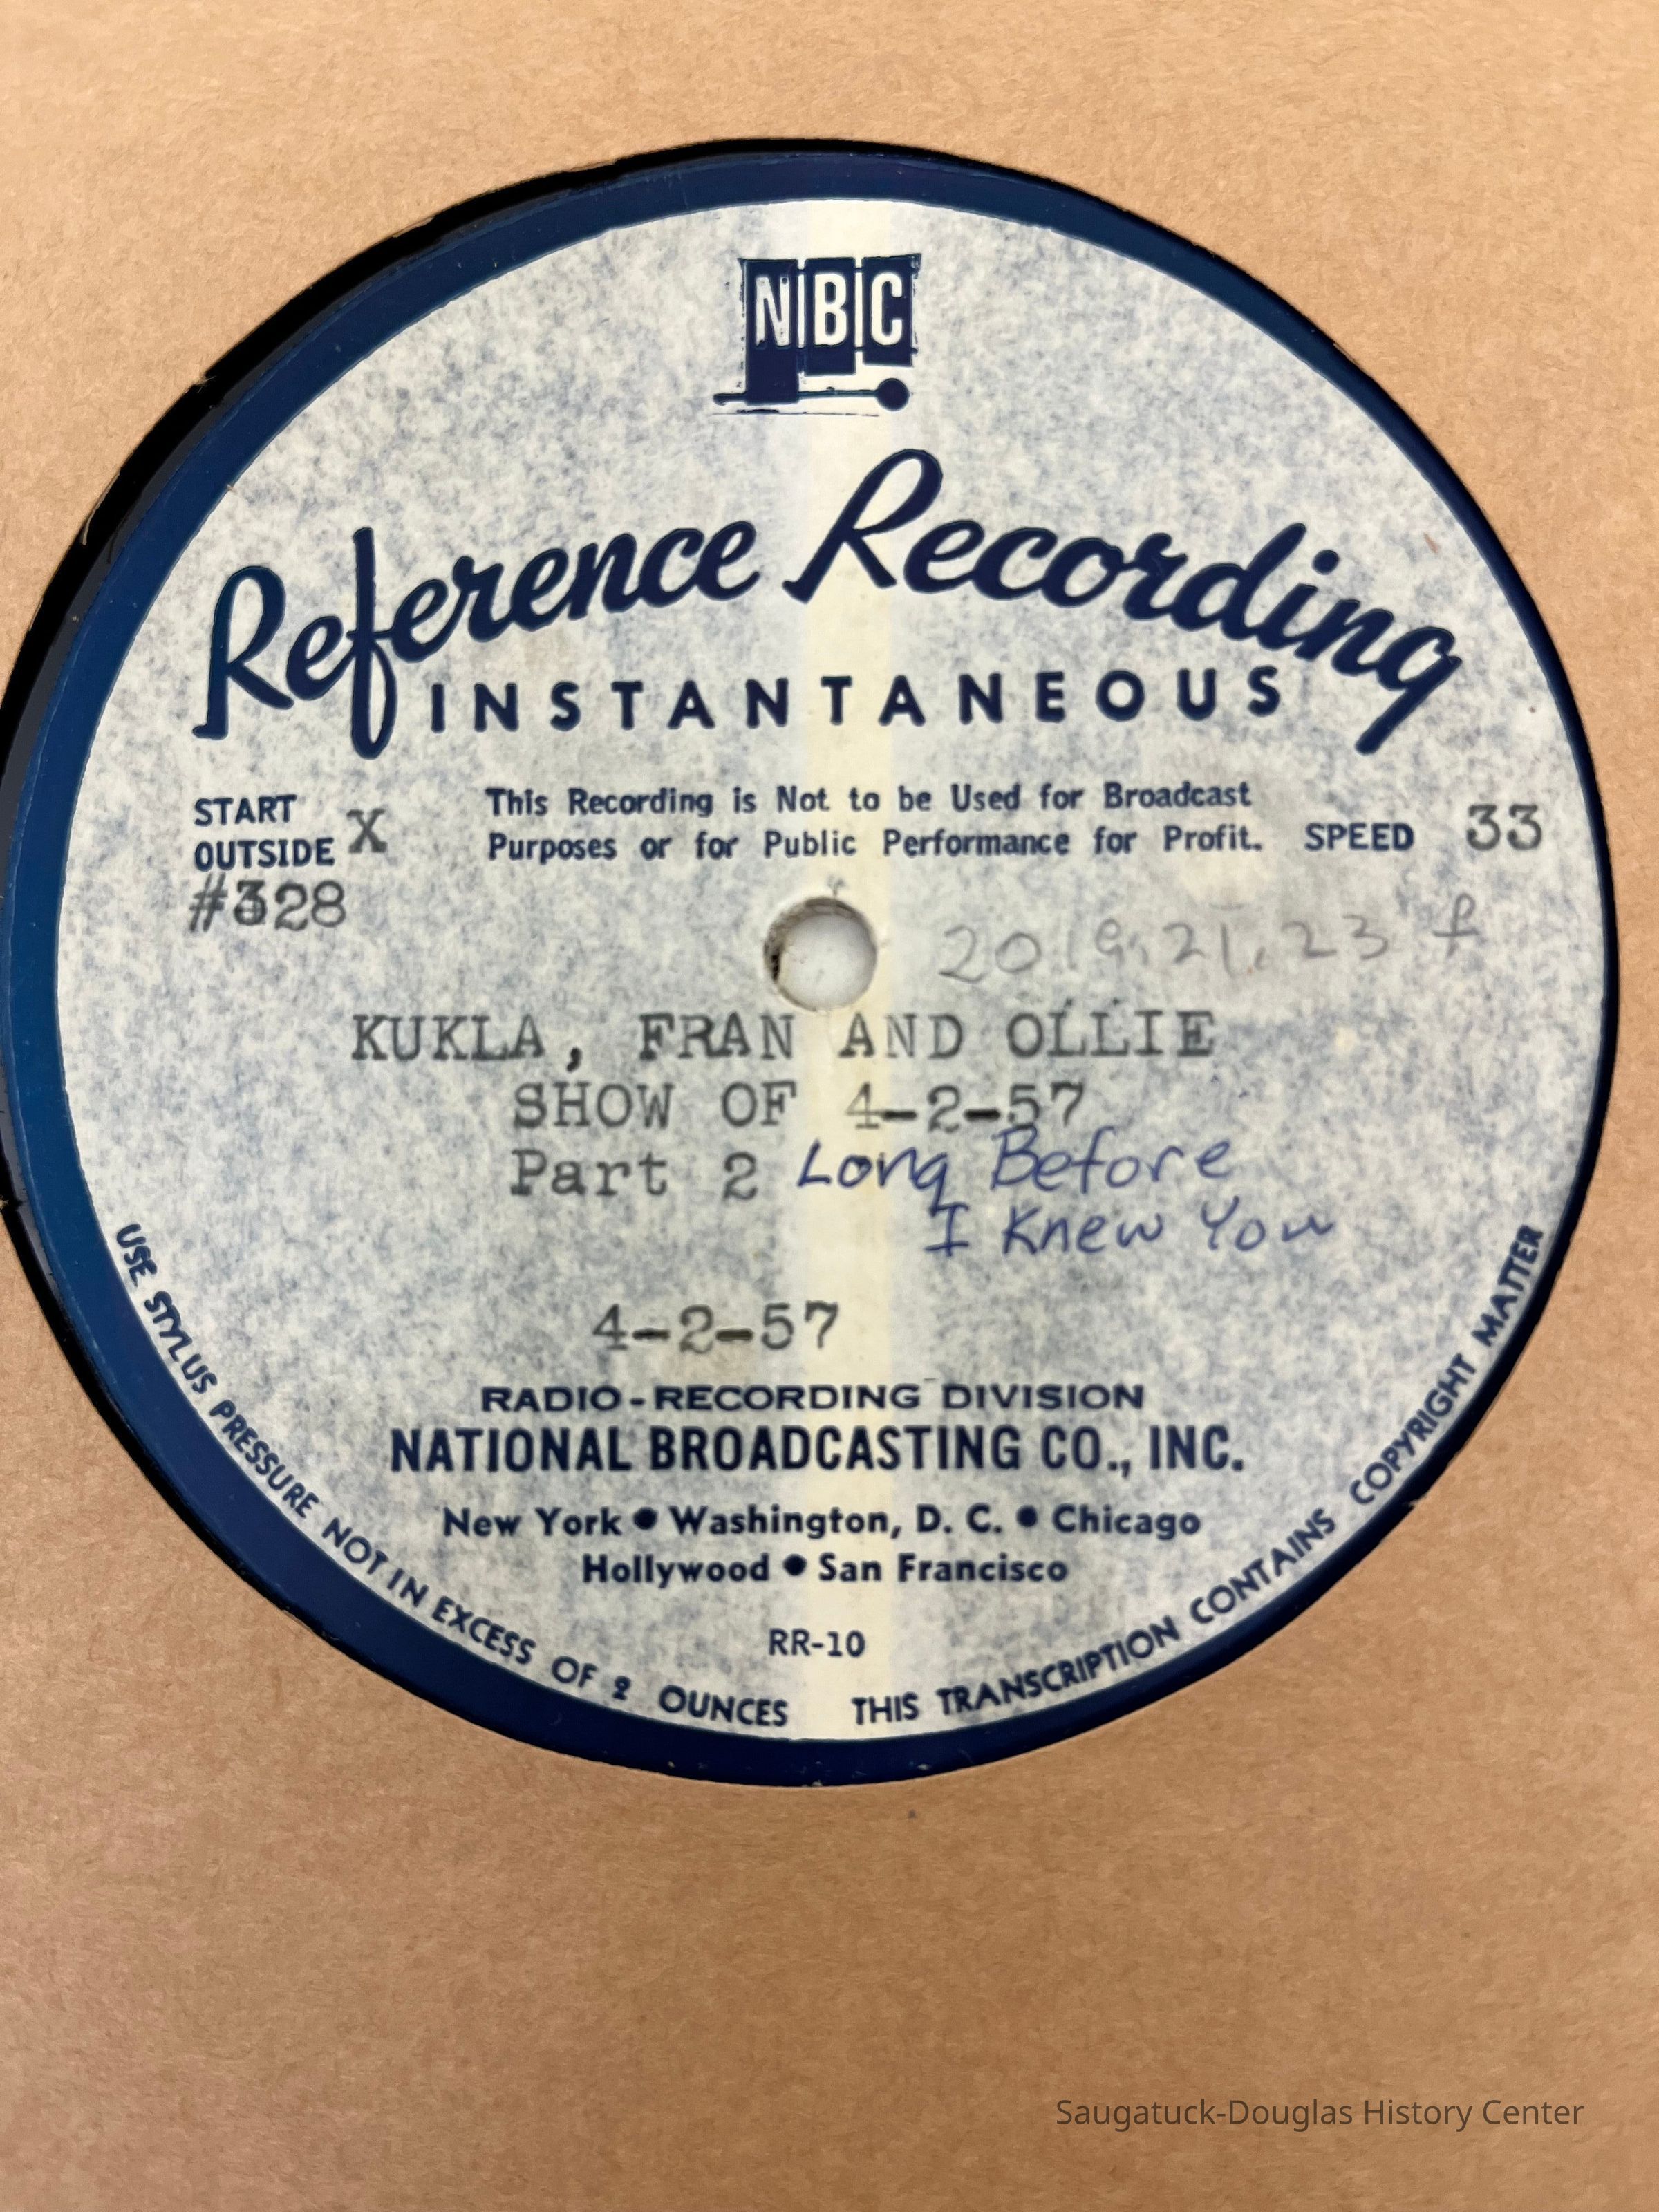 NBC
Reference Recording
INSTANTANEOUS
START
OUTSIDE X
This Recording is Not to be Used for Broadcast
Purposes or for Public Performance for Profit. SPEED 33
#328
KUKLA, FRAN AND OLLIE
SHOW OF 4-2-57
Part 2 Long Before
I Knew You
4-2-57
RADIO-RECORDING DIVISION
NATIONAL BROADCASTING CO., INC.
New York • Washington, D. C. • Chicago
Hollywood • San Francisco
RR-10
USE STYLUS PRESSURE NOT IN EXCESS OF 2 OUNCES
THIS TRANSCRIPTION CONTAINS COPYRIGHT MATTER
Saugatuck-Douglas History Center